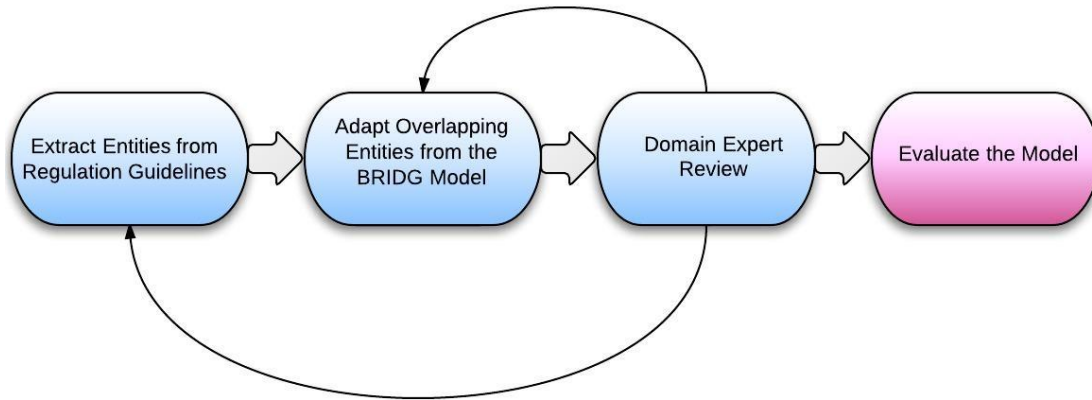 Extract Entities from
Regulation Guidelines
Adapt Overlapping
Entities from the
BRIDG Model
Domain Expert
Review
Evaluate the Model